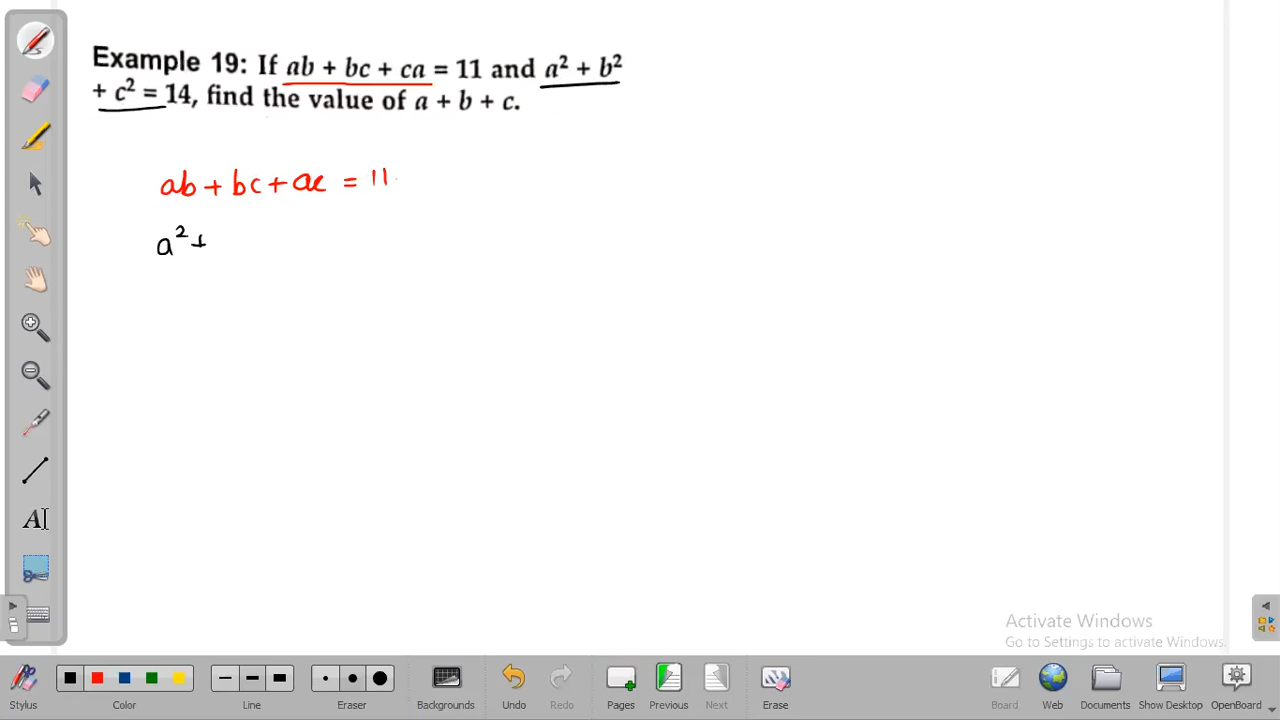 Example 19: If ab + bc + ca = 11 and a² + b²
+ c² = 14, find the value of a + b + c.
ab + bc + ac = 11
a² +
AI
Activate Windows
Go to Settings to activate Windows.
Stylus Color Line Eraser Backgrounds Undo Redo Pages Previous Next Erase Board Web Documents Show Desktop OpenBoard